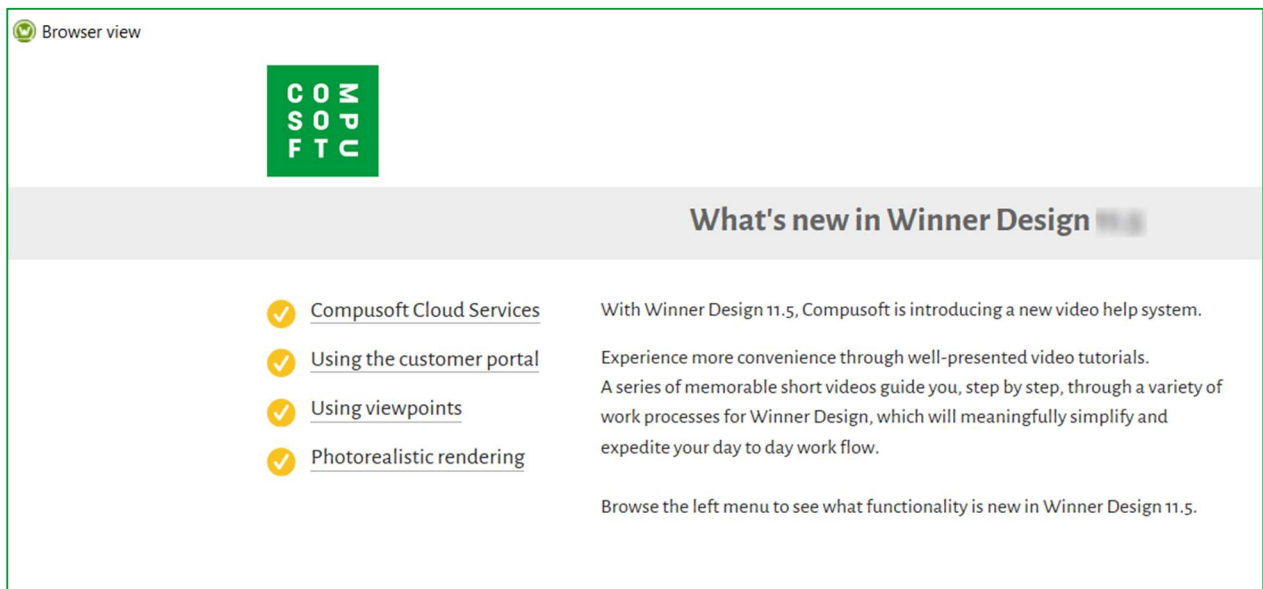 Browser view
COM
SOP
FTU
What's new in Winner Design
Compusoft Cloud Services
Using the customer portal
Using viewpoints
Photorealistic rendering
With Winner Design 11.5, Compusoft is introducing a new video help system.
Experience more convenience through well-presented video tutorials.
A series of memorable short videos guide you, step by step, through a variety of
work processes for Winner Design, which will meaningfully simplify and
expedite your day to day work flow.
Browse the left menu to see what functionality is new in Winner Design 11.5.